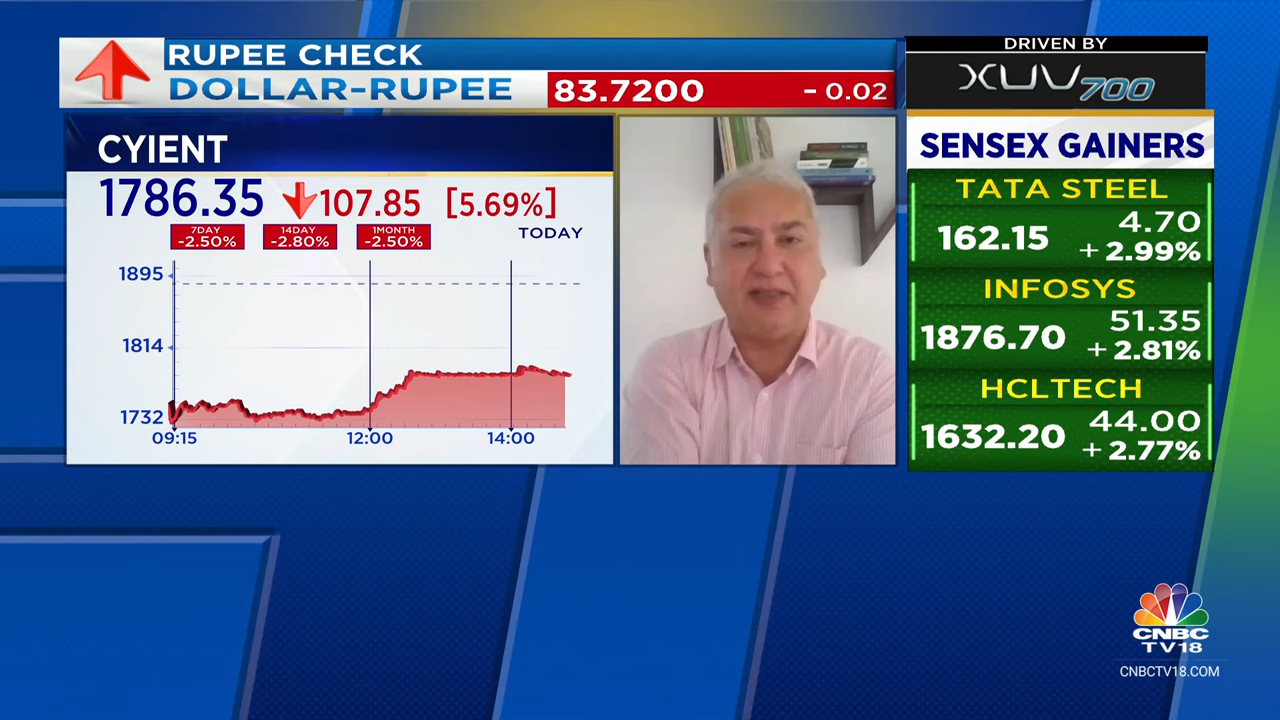 RUPEE CHECK
DOLLAR-RUPEE 83.7200 - 0.02
DRIVEN BY
XUV700
CYIENT
1786.35 107.85 [5.69%]
7DAY 14DAY 1MONTH
-2.50% -2.80% -2.50%
TODAY
1895
1814
1732
09:15 12:00 14:00
SENSEX GAINERS
TATA STEEL
4.70
162.15
+ 2.99%
INFOSYS
51.35
1876.70
+ 2.81%
HCLTECH
44.00
1632.20
+ 2.77%
CNBC
TV18
CNBCTV18.COM